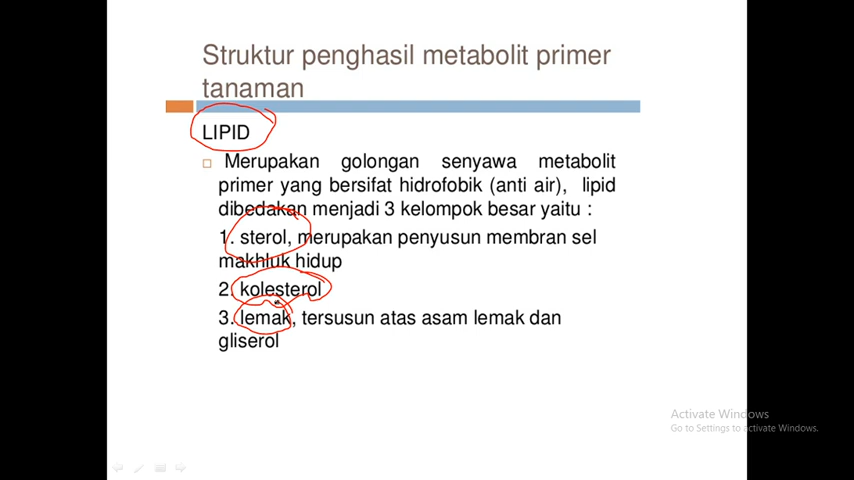 Struktur penghasil metabolit primer
tanaman
LIPID
Merupakan golongan senyawa metabolit
primer yang bersifat hidrofobik (anti air), lipid
dibedakan menjadi 3 kelompok besar yaitu :
1. sterol, merupakan penyusun membran sel
makhluk hidup
2. kolesterol
3. lemak, tersusun atas asam lemak dan
gliserol
Activate Windows
Go to Settings to activate Windows.